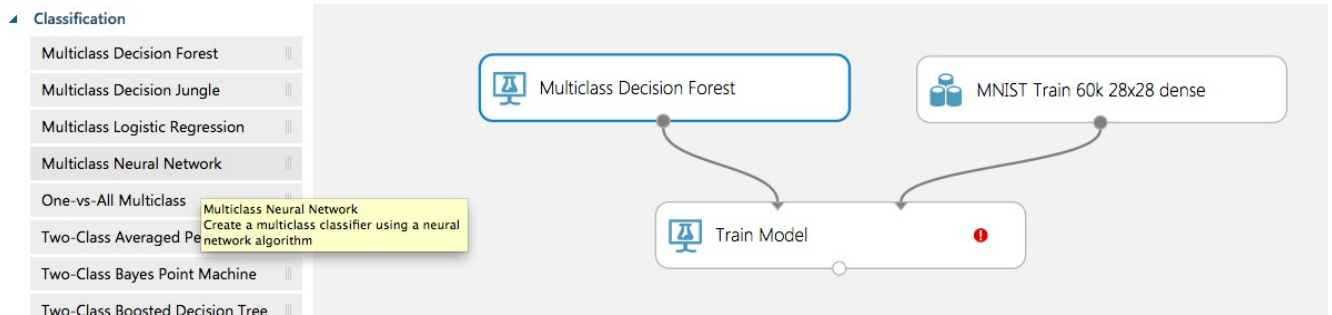 Classification
Multiclass Decision Forest
Multiclass Decision Jungle
Multiclass Logistic Regression
Multiclass Neural Network
One-vs-All Multiclass
Two-Class Averaged Pe
Two-Class Bayes Point Machine
Two-Class Boosted Decision Tree
Multiclass Neural Network
Create a multiclass classifier using a neural
network algorithm
Multiclass Decision Forest
MNIST Train 60k 28x28 dense
Train Model